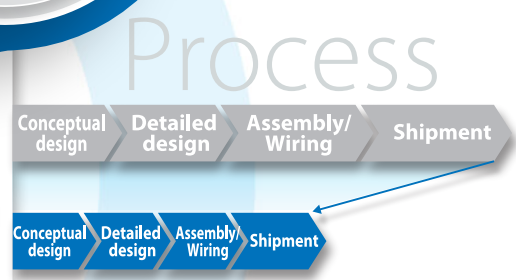 Process
Conceptual
design
Detailed
design
Assembly/
Wiring
Shipment
Conceptual
design
Detailed
design
Assembly/
Wiring
Shipment